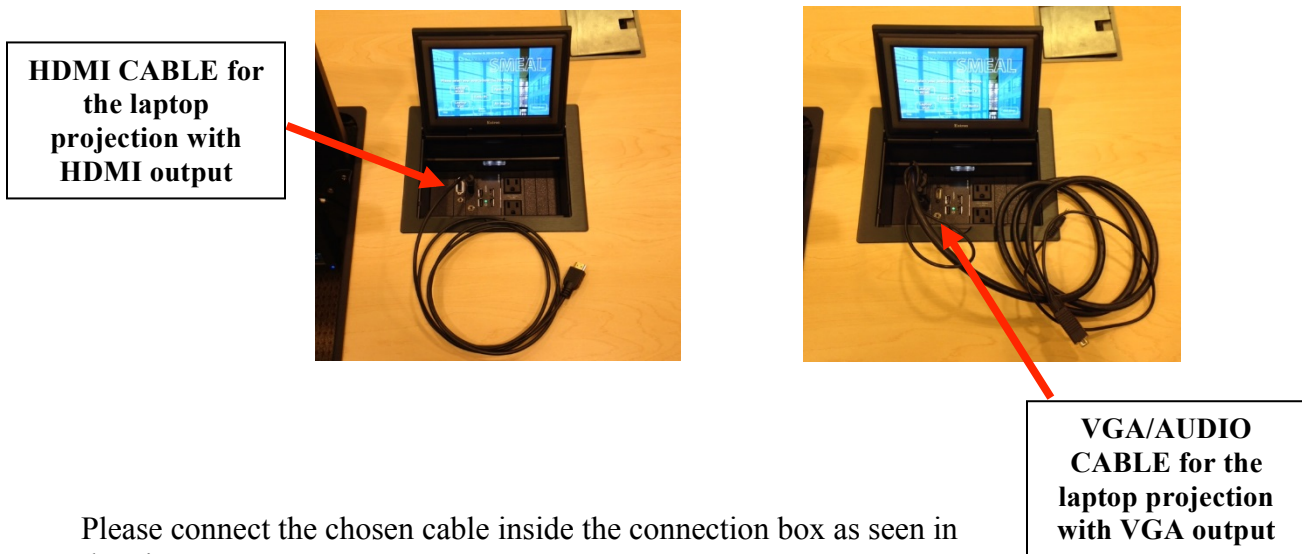 HDMI CABLE for
the laptop
projection with
HDMI output
SMEAL
SMEAL
VGA/AUDIO
CABLE for the
laptop projection
with VGA output
Please connect the chosen cable inside the connection box as seen in